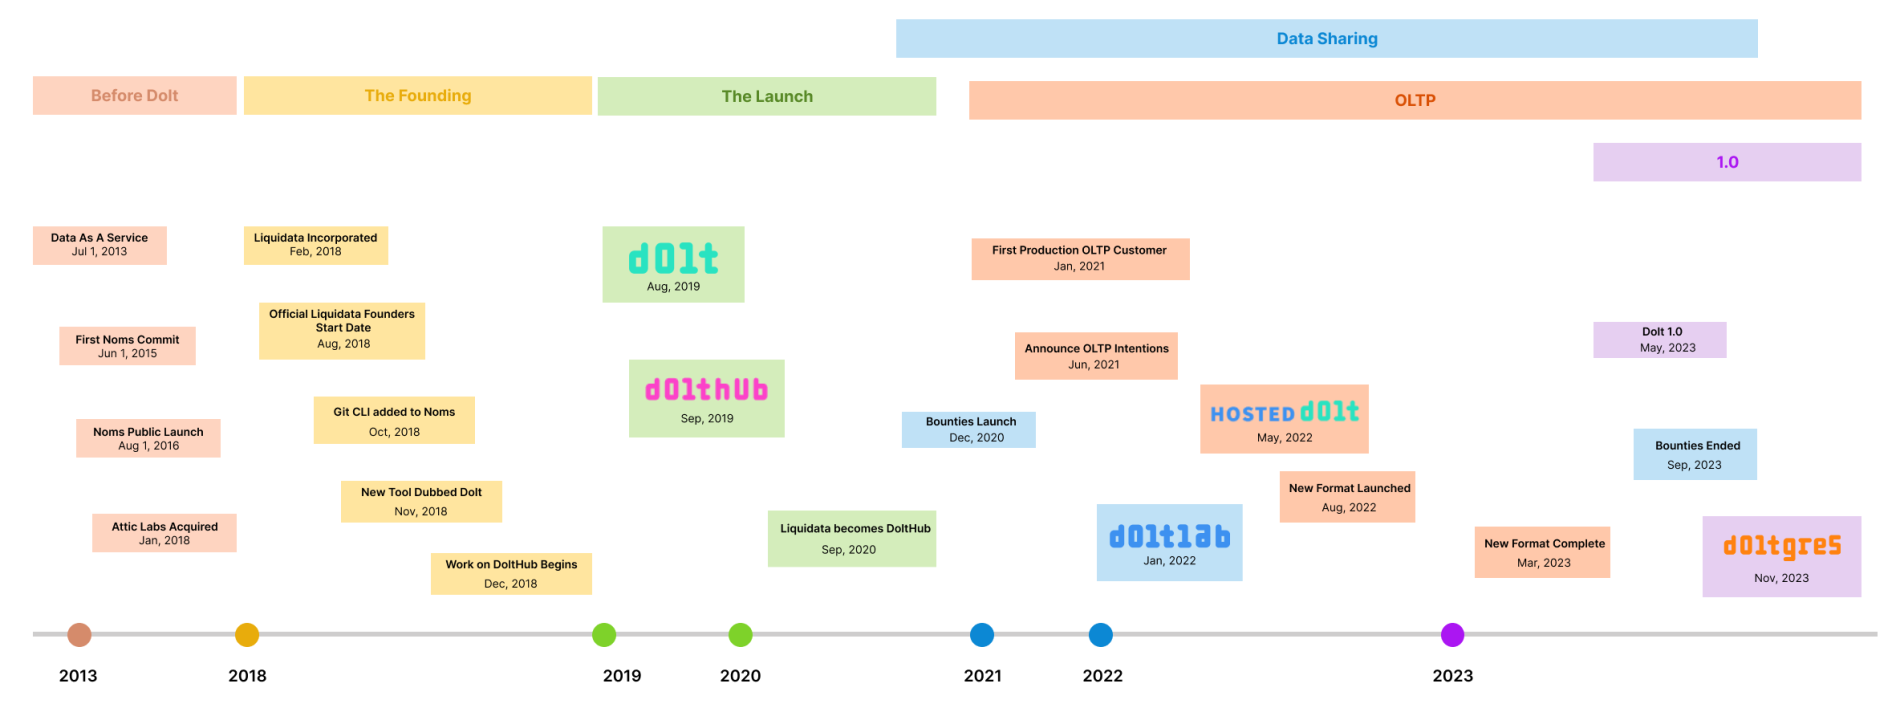 Data Sharing
Before Dolt
The Founding
The Launch
OLTP
1.0
Data As A Service
Jul 1, 2013
First Noms Commit
Jun 1, 2015
Noms Public Launch
Aug 1, 2016
Attic Labs Acquired
Jan, 2018
Liquidata Incorporated
Feb, 2018
Official Liquidata Founders
Start Date
Aug, 2018
Git CLI added to Noms
Oct, 2018
New Tool Dubbed Dolt
Nov, 2018
Work on DoltHub Begins
Dec, 2018
dolt
Aug, 2019
dolthub
Sep, 2019
Liquidata becomes DoltHub
Sep, 2020
First Production OLTP Customer
Jan, 2021
Announce OLTP Intentions
Jun, 2021
Bounties Launch
Dec, 2020
doltlab
Jan, 2022
HOSTED dolt
May, 2022
New Format Launched
Aug, 2022
New Format Complete
Mar, 2023
Dolt 1.0
May, 2023
Bounties Ended
Sep, 2023
doltgres
Nov, 2023
2013
2018
2019
2020
2021
2022
2023